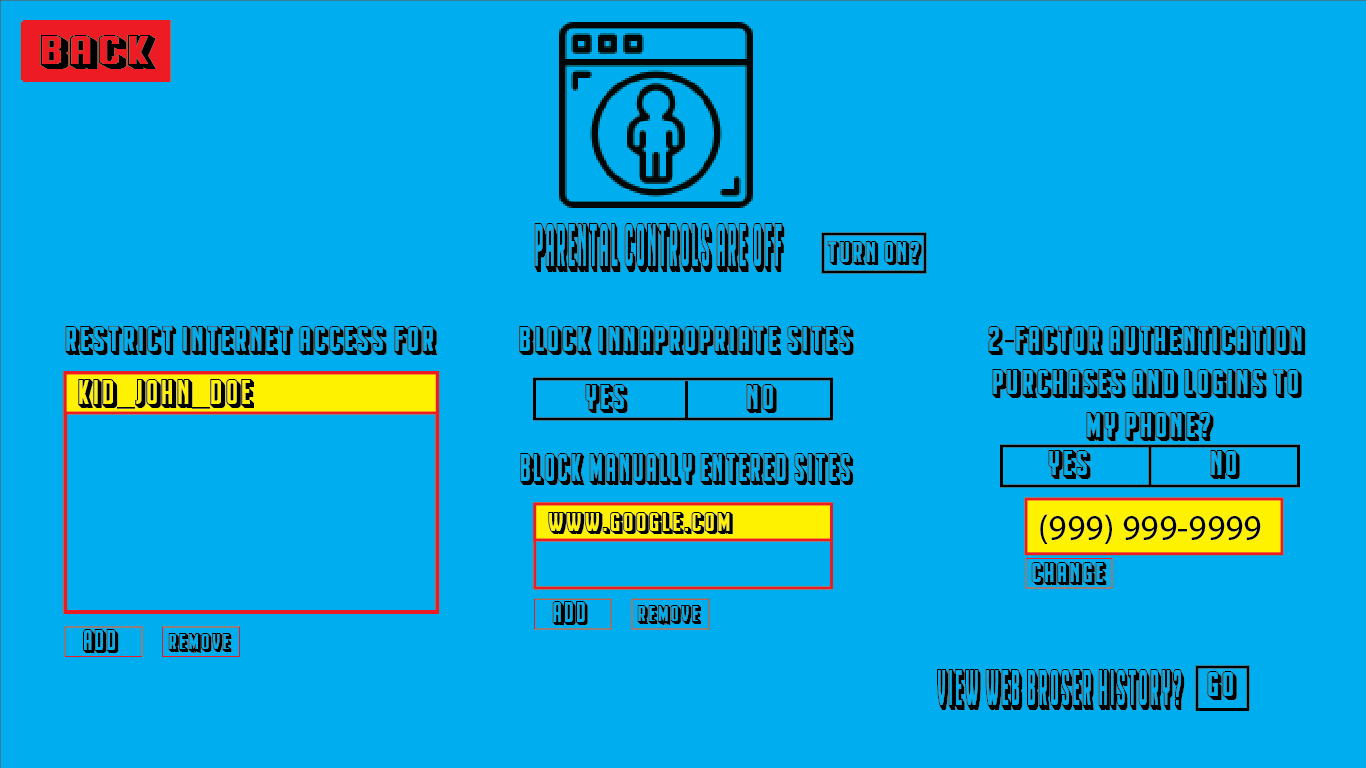 BACK
PARENTAL CONTROLS ARE OFF
TURN ON?
RESTRICT INTERNET ACCESS FOR
KID_JOHN_DOE
ADD
REMOVE
BLOCK INNAPROPRIATE SITES
YES
NO
BLOCK MANUALLY ENTERED SITES
WWW.GOOGLE.COM
ADD
REMOVE
2-FACTOR AUTHENTICATION
PURCHASES AND LOGINS TO
MY PHONE?
YES
NO
(999) 999-9999
CHANGE
VIEW WEB BROSER HISTORY?
GO